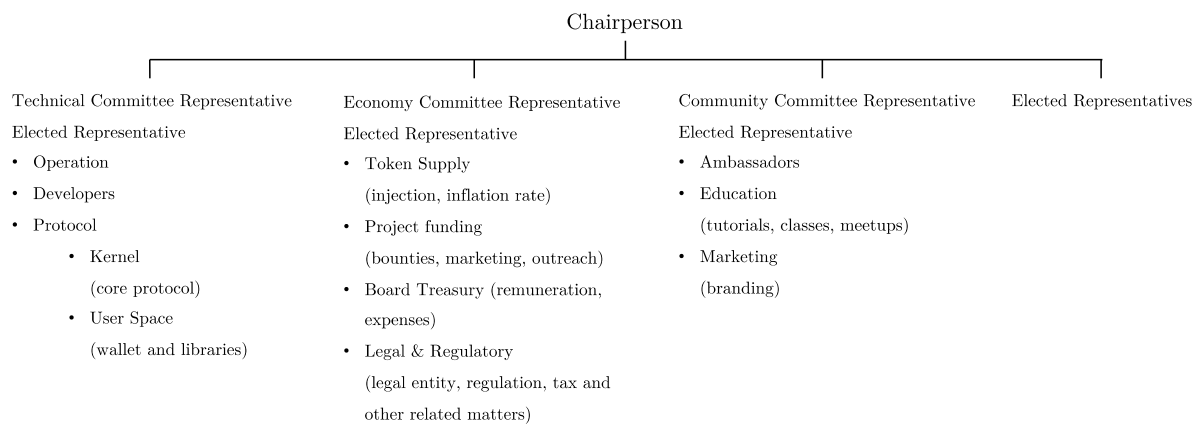 Chairperson
Technical Committee Representative
Elected Representative
• Operation
• Developers
• Protocol
• Kernel
(core protocol)
• User Space
(wallet and libraries)
Economy Committee Representative
Elected Representative
• Token Supply
(injection, inflation rate)
• Project funding
(bounties, marketing, outreach)
• Board Treasury (remuneration,
expenses)
• Legal & Regulatory
(legal entity, regulation, tax and
other related matters)
Community Committee Representative
Elected Representative
• Ambassadors
• Education
(tutorials, classes, meetups)
• Marketing
(branding)
Elected Representatives